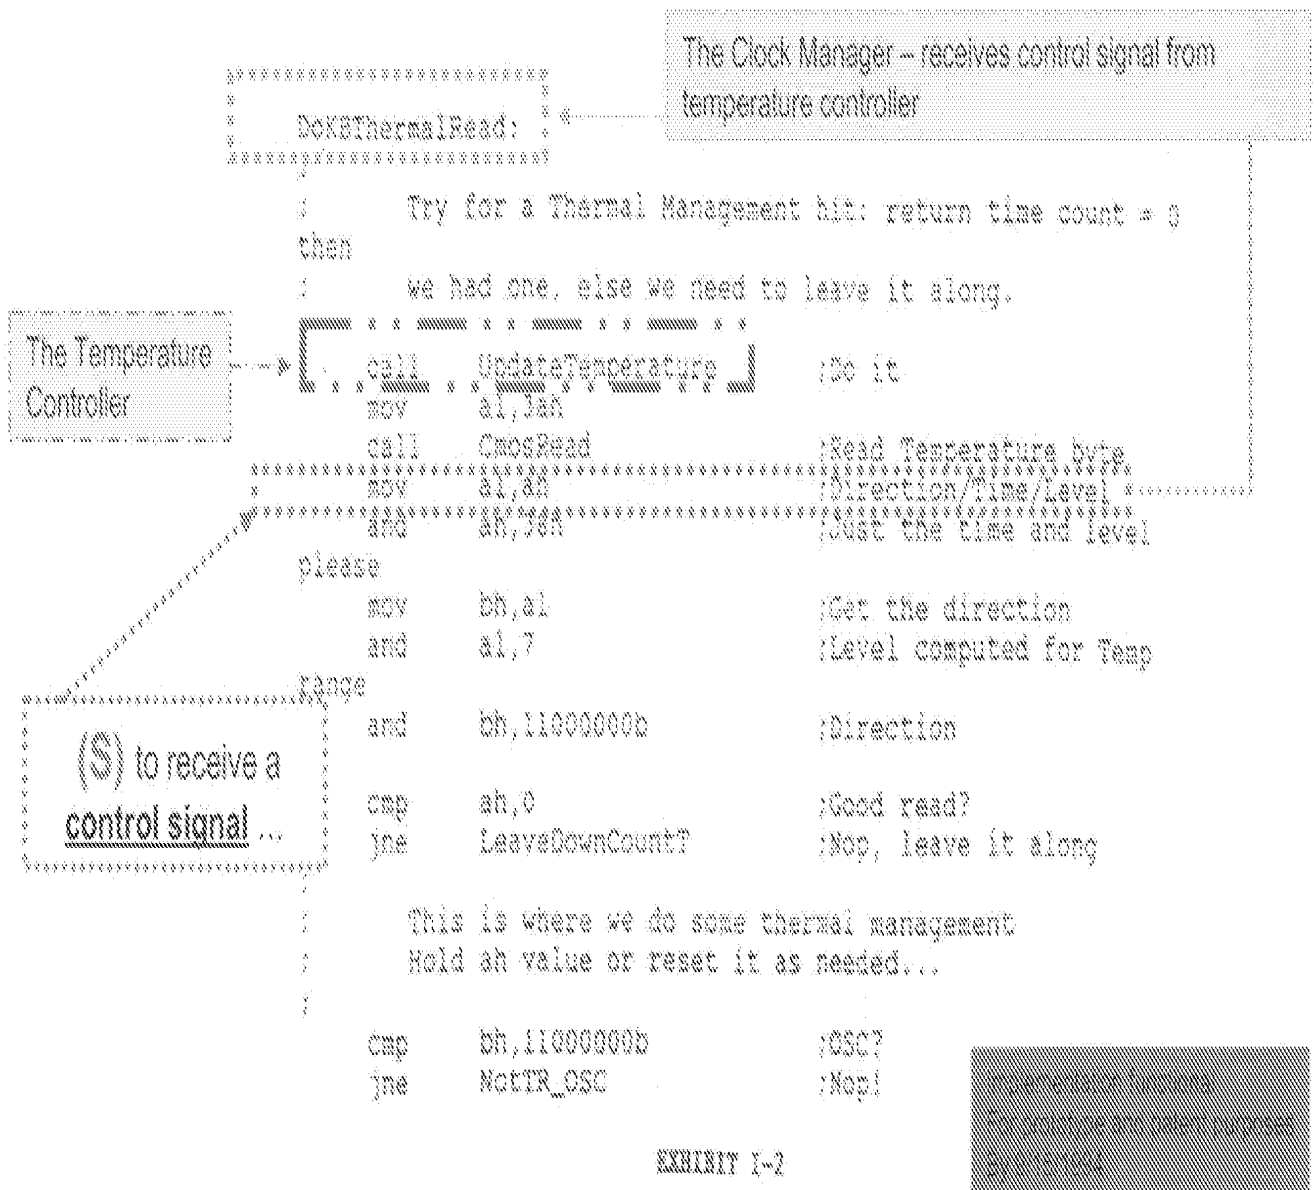 The Clock Manager – receives control signal from
temperature controller
DoKBThermalRead:
;
; Try for a Thermal Management hit: return time count = 0
then
; we had one, else we need to leave it along.
The Temperature
Controller
call UpdateTemperature ;Do it
mov al,3ah
call CmosRead ;Read Temperature byte
mov al,ah ;Direction/Time/Level
and ah,38h ;Just the time and level
please
mov bh,al ;Get the direction
and al,7 ;Level computed for Temp
range
and bh,11000000b ;Direction
(S) to receive a
control signal ...
cmp ah,0 ;Good read?
jne LeaveDownCountT ;Nop, leave it along
;
; This is where we do some thermal management
; Hold ah value or reset it as needed...
;
cmp bh,11000000b ;OSC?
jne NotTR_OSC ;Nop!
EXHIBIT I-2